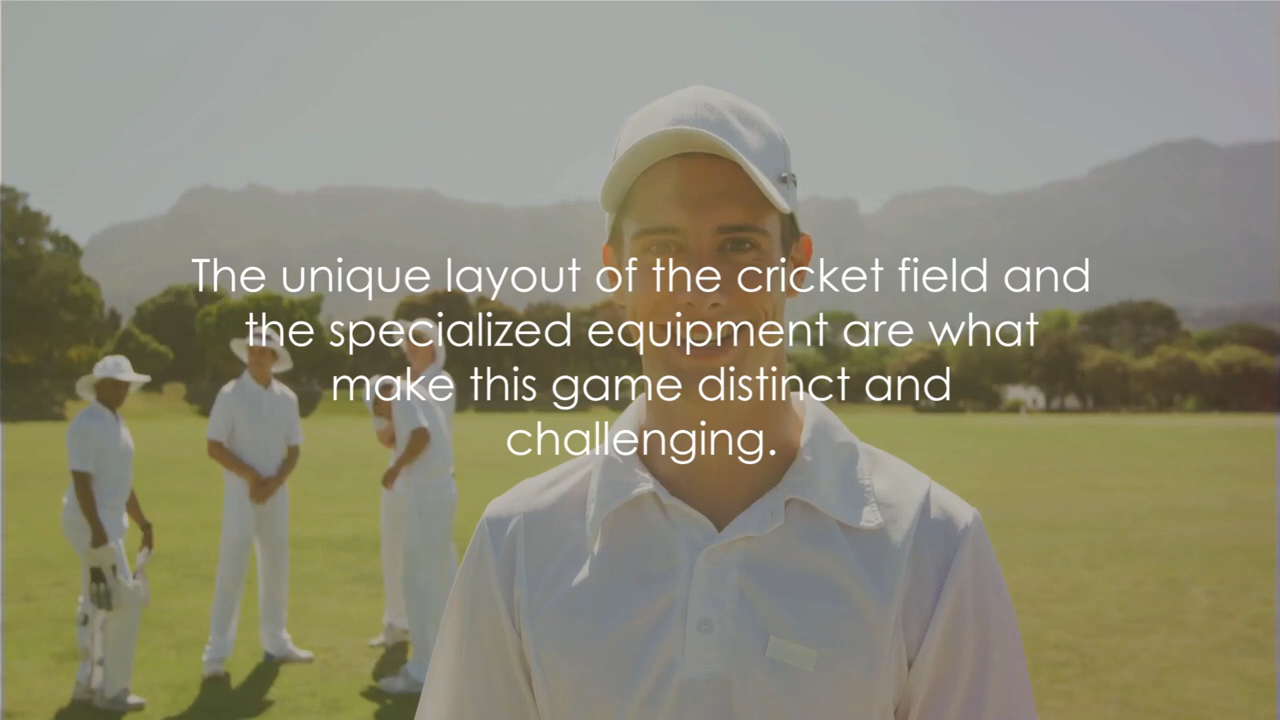 The unique layout of the cricket field and
the specialized equipment are what
make this game distinct and
challenging.